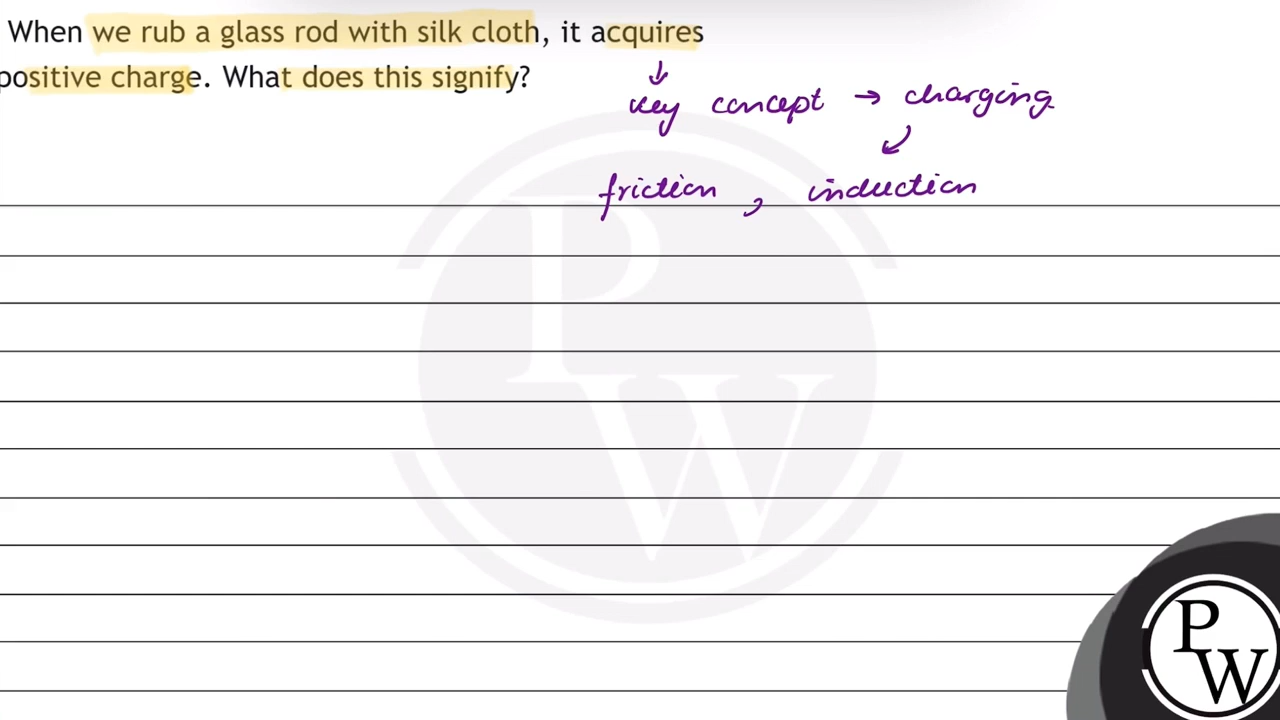 When we rub a glass rod with silk cloth, it acquires
positive charge. What does this signify?
key concept → charging
friction, induction
P
W
P
W